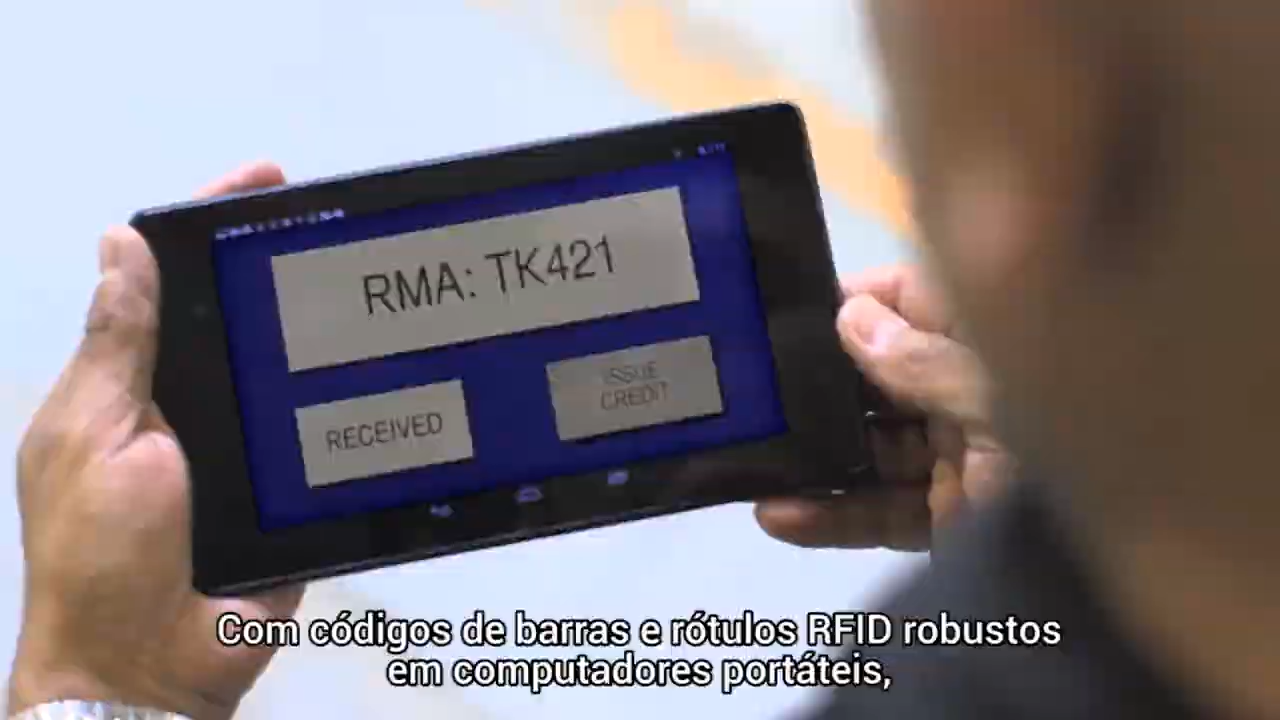 RMA: TK421
ISSUE
CREDIT
RECEIVED
Com códigos de barras e rótulos RFID robustos
em computadores portáteis,